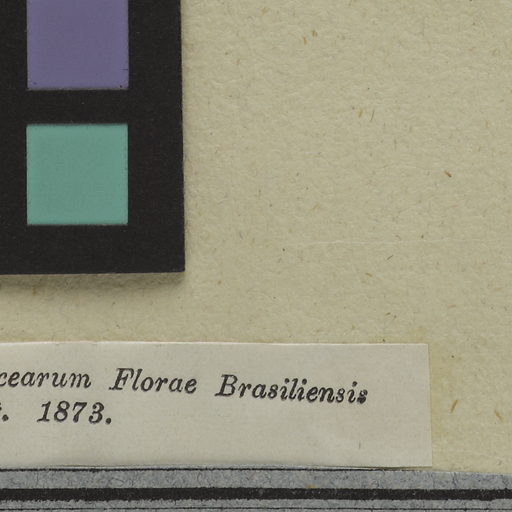 cearum Florae Brasiliensis
. 1873.